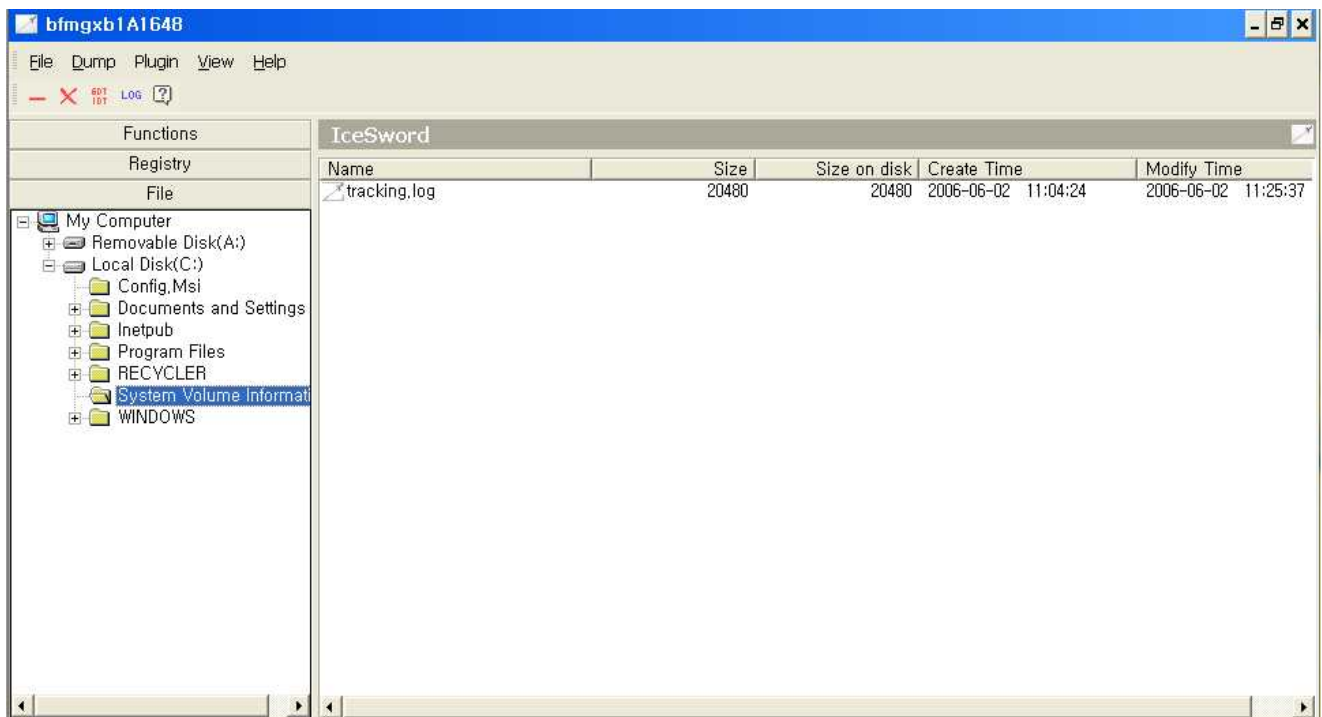 bfmgxb1A1648
File Dump Plugin View Help
GDT
IDT LOG ?
Functions
IceSword
Registry
Name Size Size on disk Create Time Modify Time
File
tracking.log 20480 20480 2006-06-02 11:04:24 2006-06-02 11:25:37
My Computer
Removable Disk(A:)
Local Disk(C:)
Config.Msi
Documents and Settings
Inetpub
Program Files
RECYCLER
System Volume Informati
WINDOWS